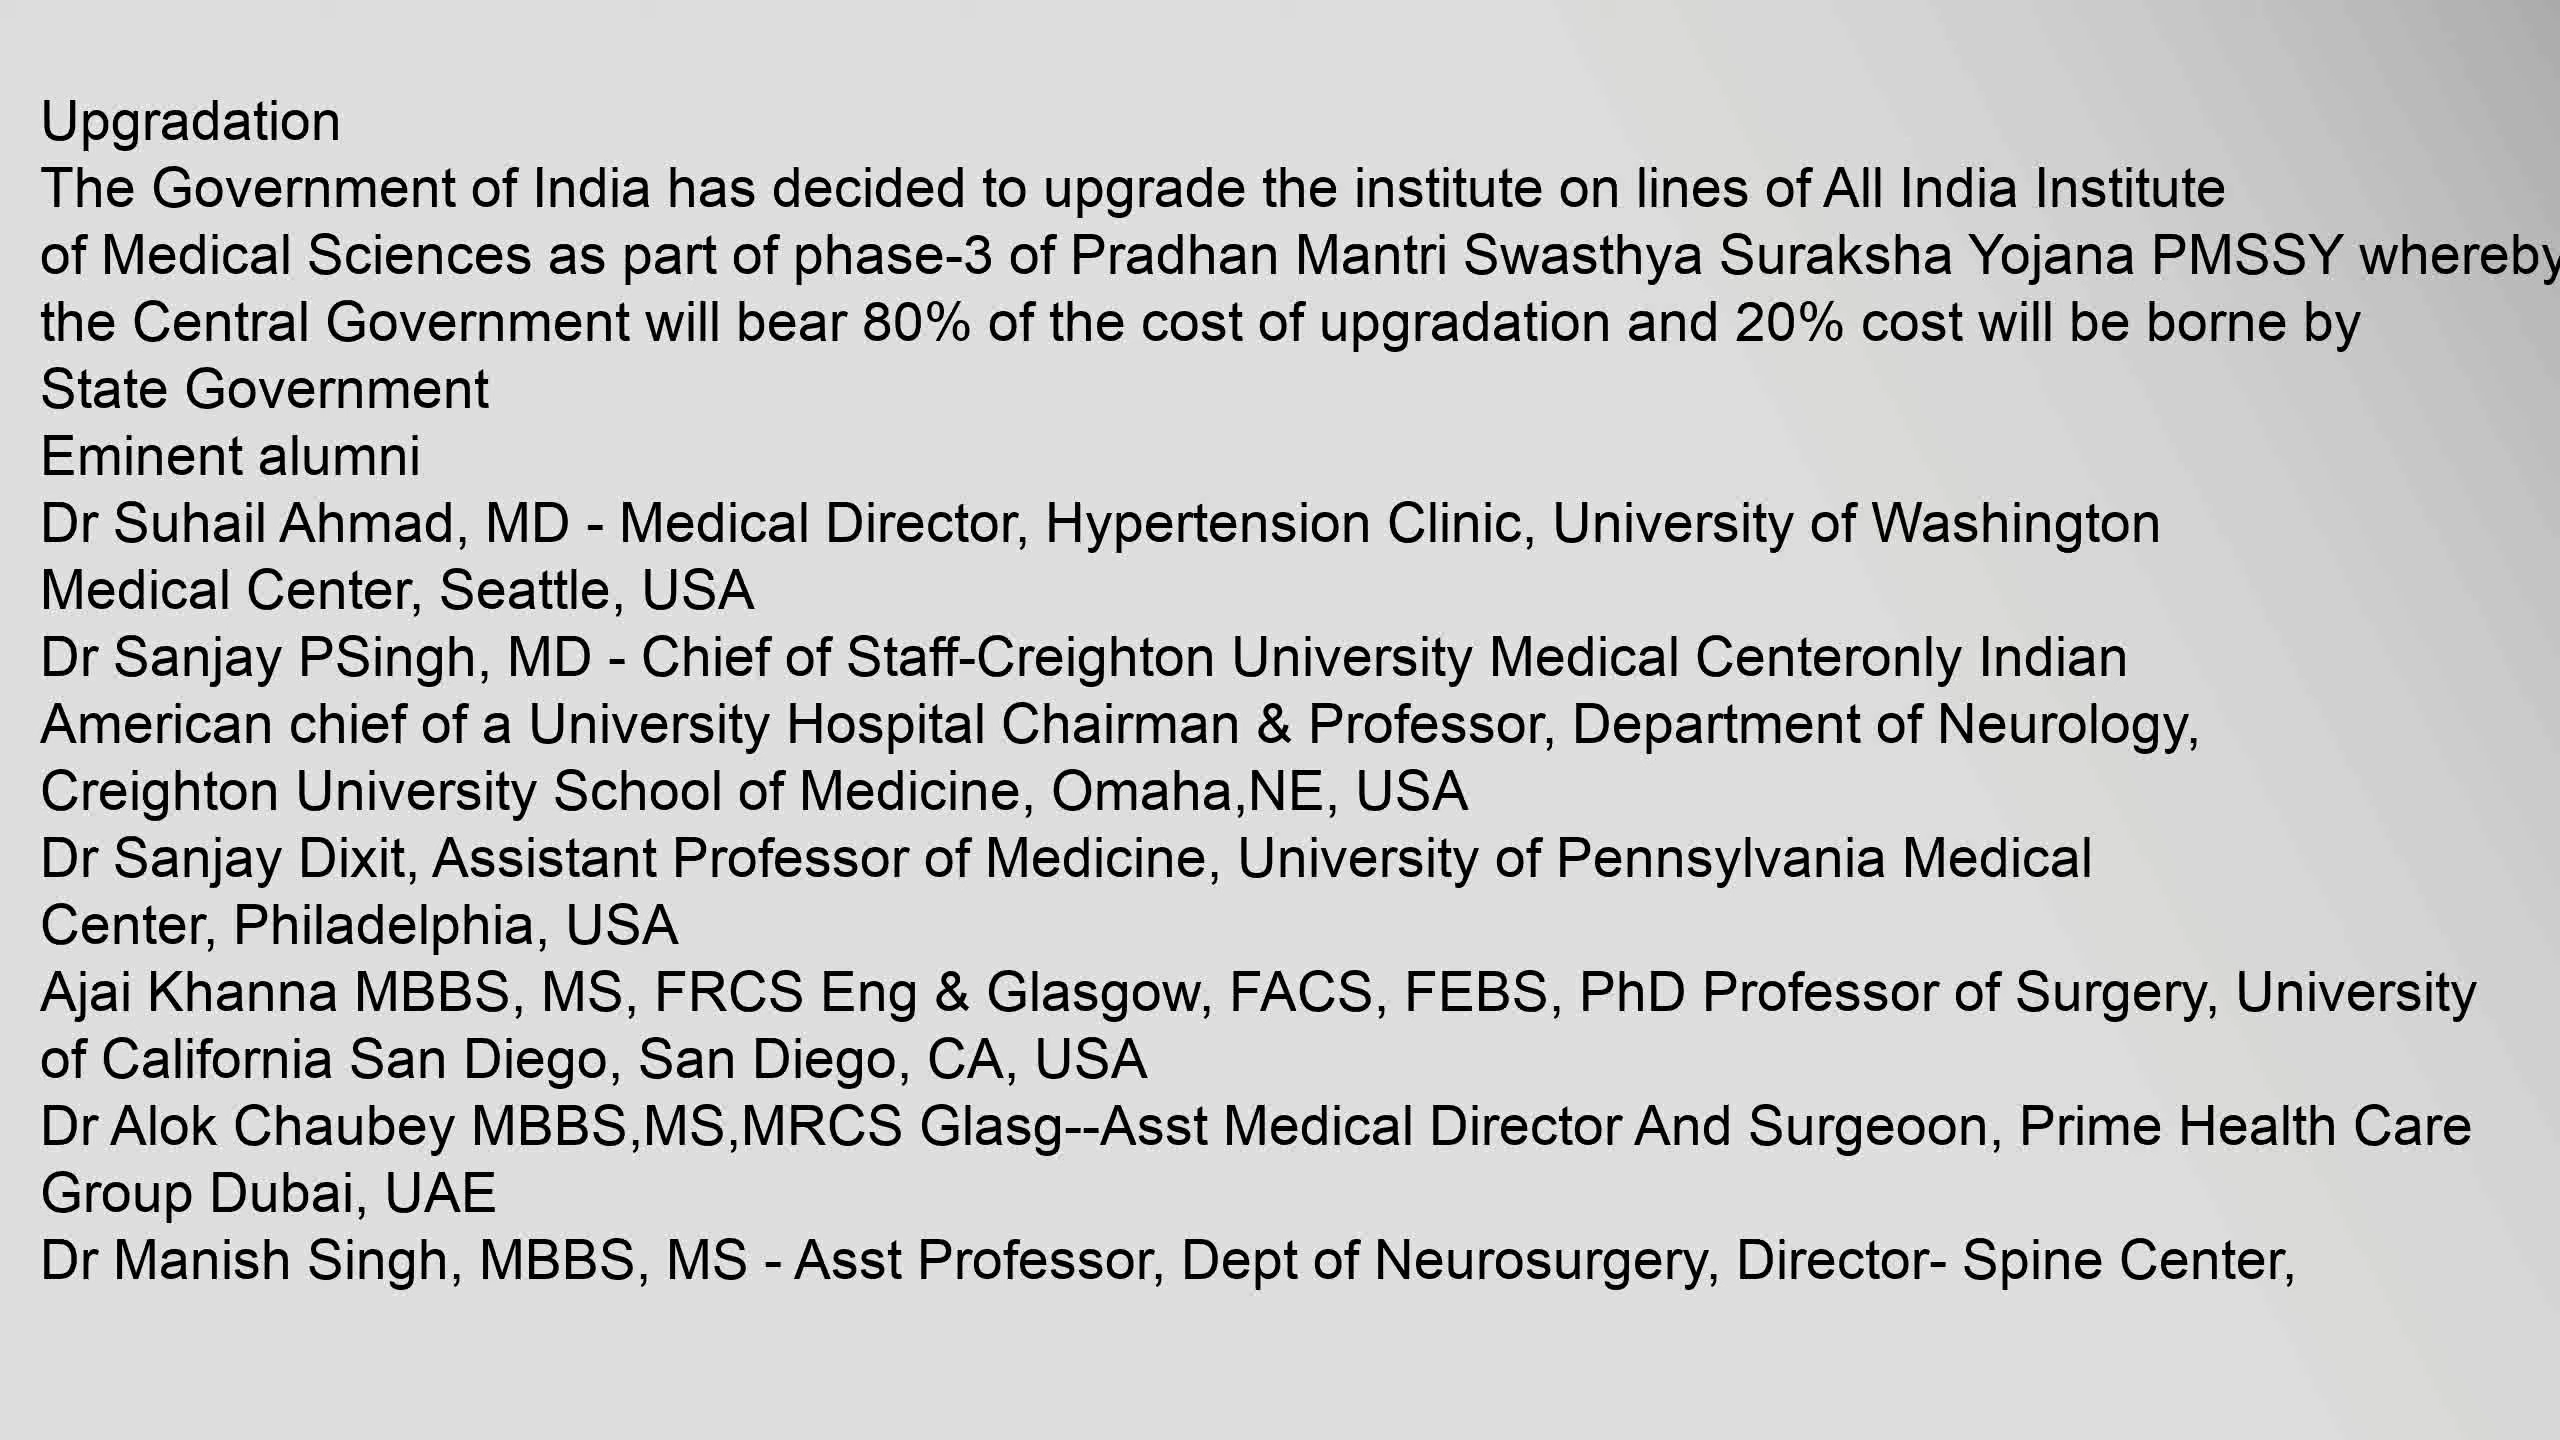 Upgradation
The Government of India has decided to upgrade the institute on lines of All India Institute
of Medical Sciences as part of phase-3 of Pradhan Mantri Swasthya Suraksha Yojana PMSSY whereby
the Central Government will bear 80% of the cost of upgradation and 20% cost will be borne by
State Government
Eminent alumni
Dr Suhail Ahmad, MD - Medical Director, Hypertension Clinic, University of Washington
Medical Center, Seattle, USA
Dr Sanjay PSingh, MD - Chief of Staff-Creighton University Medical Centeronly Indian
American chief of a University Hospital Chairman & Professor, Department of Neurology,
Creighton University School of Medicine, Omaha,NE, USA
Dr Sanjay Dixit, Assistant Professor of Medicine, University of Pennsylvania Medical
Center, Philadelphia, USA
Ajai Khanna MBBS, MS, FRCS Eng & Glasgow, FACS, FEBS, PhD Professor of Surgery, University
of California San Diego, San Diego, CA, USA
Dr Alok Chaubey MBBS,MS,MRCS Glasg--Asst Medical Director And Surgeoon, Prime Health Care
Group Dubai, UAE
Dr Manish Singh, MBBS, MS - Asst Professor, Dept of Neurosurgery, Director- Spine Center,